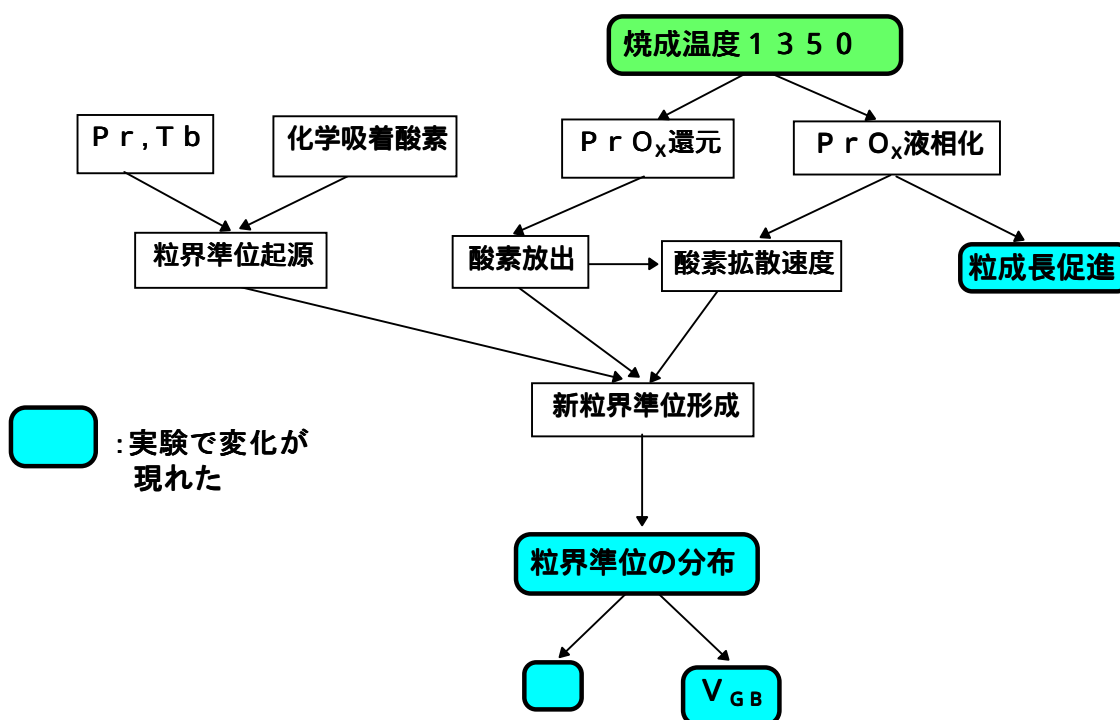 焼成温度１３５０
Ｐｒ,Ｔｂ
化学吸着酸素
ＰｒＯX還元
ＰｒＯX液相化
粒界準位起源
酸素放出
酸素拡散速度
粒成長促進
新粒界準位形成
：実験で変化が
現れた
粒界準位の分布
ＶＧＢ